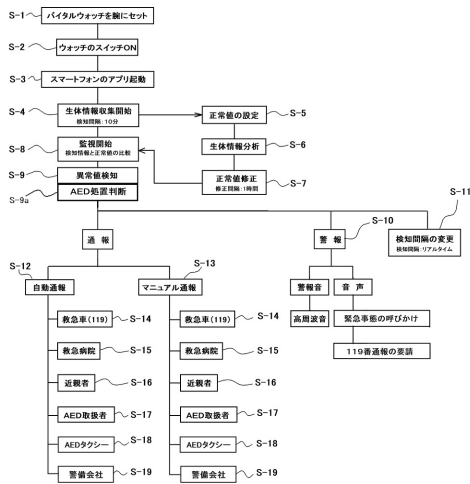 S-1
バイタルウォッチを腕にセット
S-2
ウォッチのスイッチON
S-3
スマートフォンのアプリ起動
S-4
生体情報収集開始
検知間隔:10分
正常値の設定
S-5
生体情報分析
S-6
S-8
監視開始
検知情報と正常値の比較
正常値修正
修正間隔:1時間
S-7
S-9
異常値検知
S-9a
AED処置判断
S-11
検知間隔の変更
検知間隔:リアルタイム
通報
S-10
警報
S-12
自動通報
S-13
マニュアル通報
警報音
音声
高周波音
緊急事態の呼びかけ
119番通報の要請
救急車(119)
S-14
救急病院
S-15
近親者
S-16
AED取扱者
S-17
AEDタクシー
S-18
警備会社
S-19
救急車(119)
S-14
救急病院
S-15
近親者
S-16
AED取扱者
S-17
AEDタクシー
S-18
警備会社
S-19